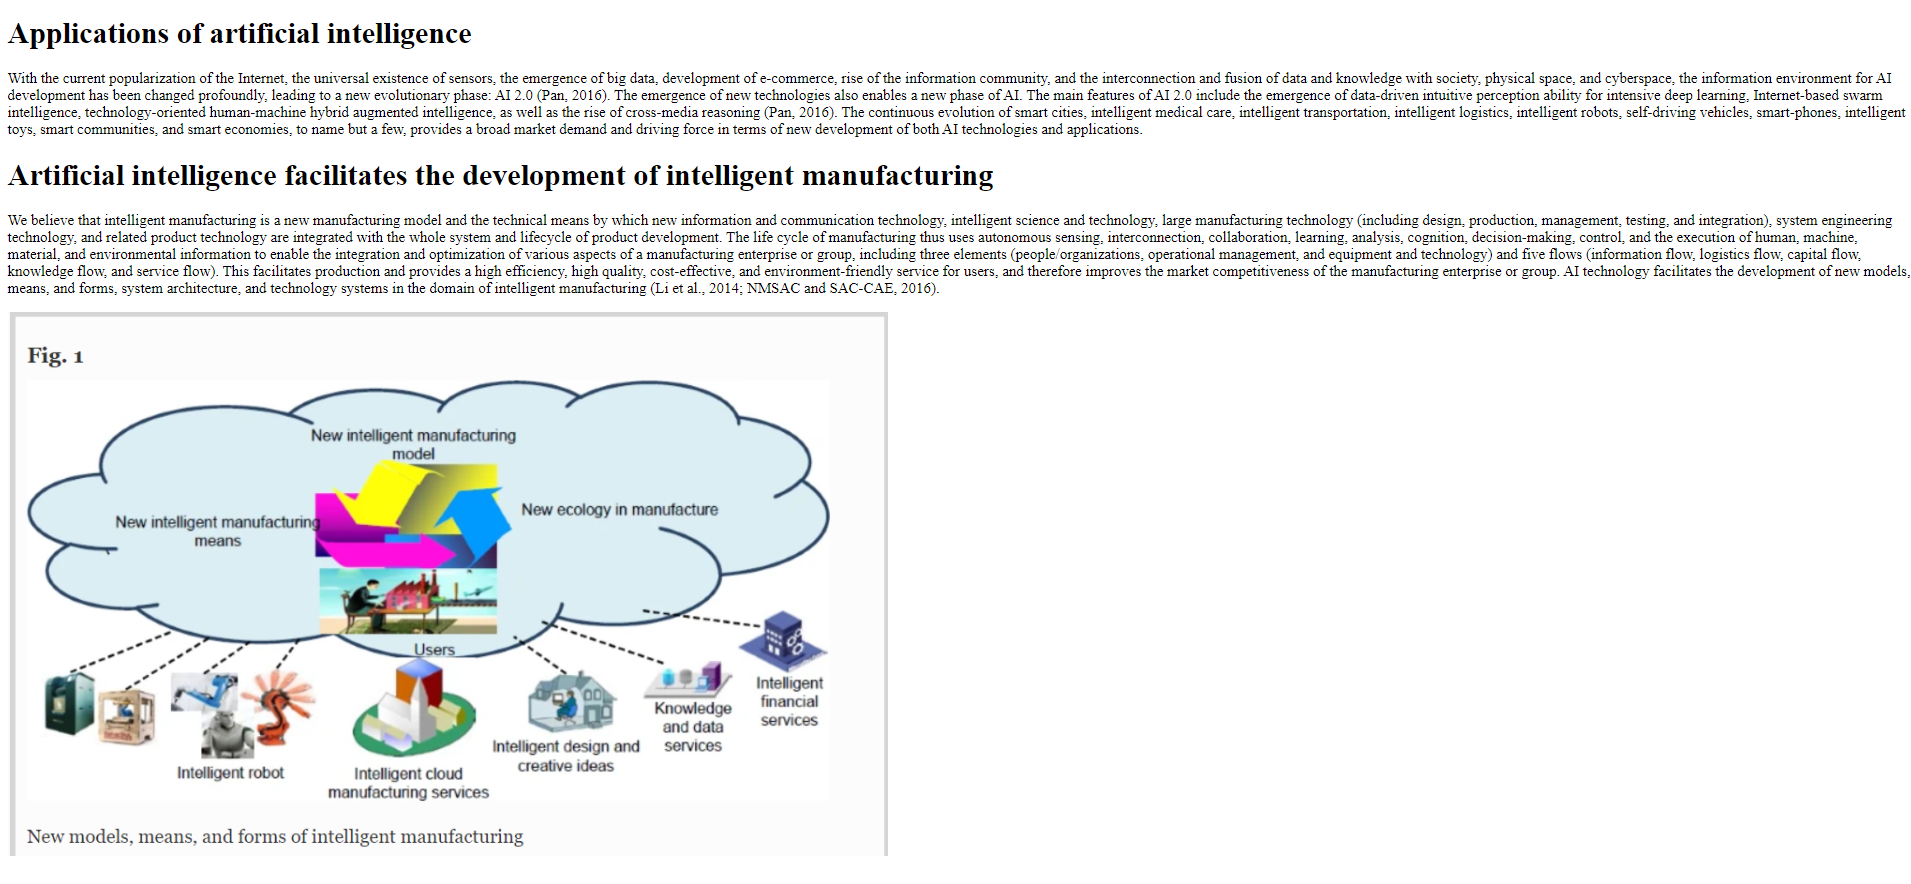 Applications of artificial intelligence
With the current popularization of the Internet, the universal existence of sensors, the emergence of big data, development of e-commerce, rise of the information community, and the interconnection and fusion of data and knowledge with society, physical space, and cyberspace, the information environment for AI
development has been changed profoundly, leading to a new evolutionary phase: AI 2.0 (Pan, 2016). The emergence of new technologies also enables a new phase of AI. The main features of AI 2.0 include the emergence of data-driven intuitive perception ability for intensive deep learning, Internet-based swarm
intelligence, technology-oriented human-machine hybrid augmented intelligence, as well as the rise of cross-media reasoning (Pan, 2016). The continuous evolution of smart cities, intelligent medical care, intelligent transportation, intelligent logistics, intelligent robots, self-driving vehicles, smart-phones, intelligent
toys, smart communities, and smart economies, to name but a few, provides a broad market demand and driving force in terms of new development of both AI technologies and applications.
Artificial intelligence facilitates the development of intelligent manufacturing
We believe that intelligent manufacturing is a new manufacturing model and the technical means by which new information and communication technology, intelligent science and technology, large manufacturing technology (including design, production, management, testing, and integration), system engineering
technology, and related product technology are integrated with the whole system and lifecycle of product development. The life cycle of manufacturing thus uses autonomous sensing, interconnection, collaboration, learning, analysis, cognition, decision-making, control, and the execution of human, machine,
material, and environmental information to enable the integration and optimization of various aspects of a manufacturing enterprise or group, including three elements (people/organizations, operational management, and equipment and technology) and five flows (information flow, logistics flow, capital flow,
knowledge flow, and service flow). This facilitates production and provides a high efficiency, high quality, cost-effective, and environment-friendly service for users, and therefore improves the market competitiveness of the manufacturing enterprise or group. AI technology facilitates the development of new models,
means, and forms, system architecture, and technology systems in the domain of intelligent manufacturing (Li et al., 2014; NMSAC and SAC-CAE, 2016).
Fig. 1
New intelligent manufacturing
model
New ecology in manufacture
New intelligent manufacturing
means
Users
Intelligent robot
Intelligent cloud
manufacturing services
Intelligent design and
creative ideas
Knowledge
and data
services
Intelligent
financial
services
New models, means, and forms of intelligent manufacturing